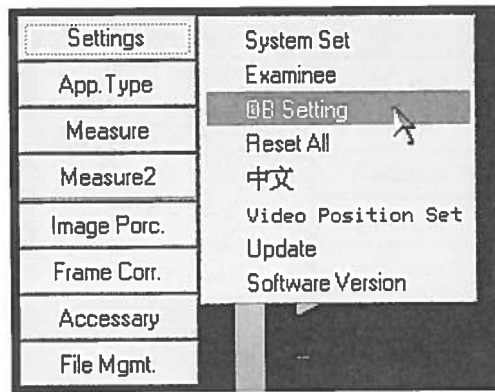 Settings
App.Type
Measure
Measure2
Image Porc.
Frame Corr.
Accessary
File Mgmt.
System Set
Examinee
OB Setting
Reset All
中文
Video Position Set
Update
Software Version